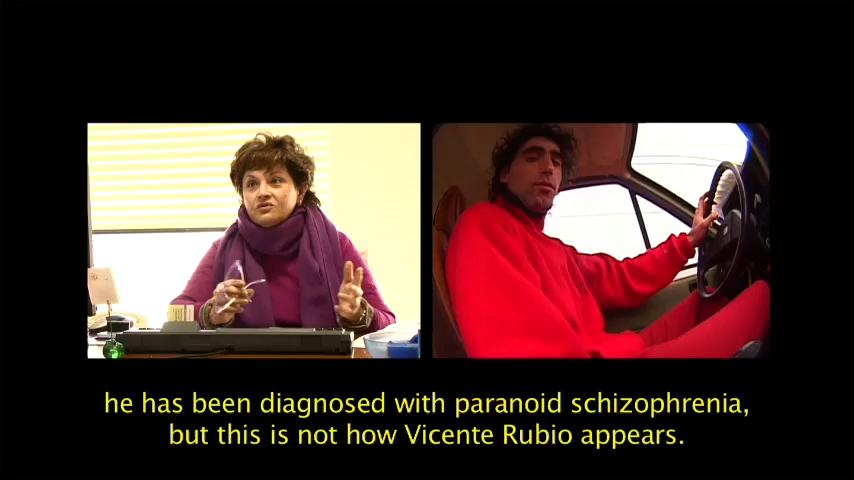 he has been diagnosed with paranoid schizophrenia,
but this is not how Vicente Rubio appears.